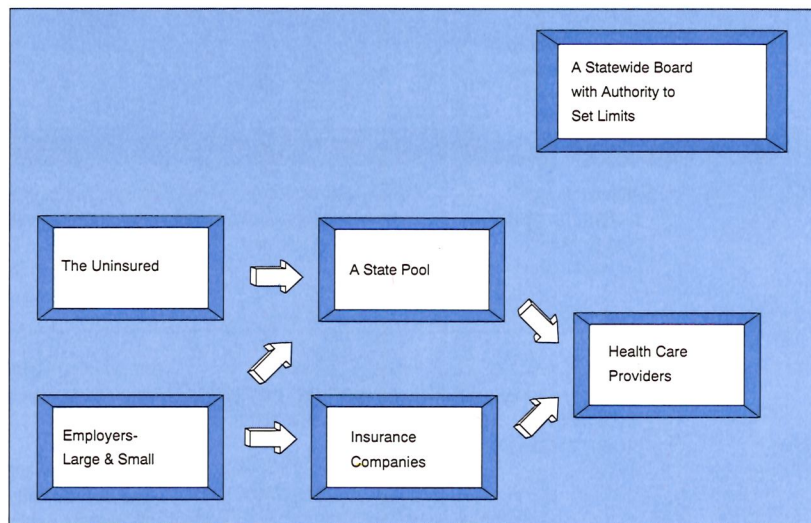 A Statewide Board
with Authority to
Set Limits
The Uninsured
A State Pool
Health Care
Providers
Employers-
Large & Small
Insurance
Companies